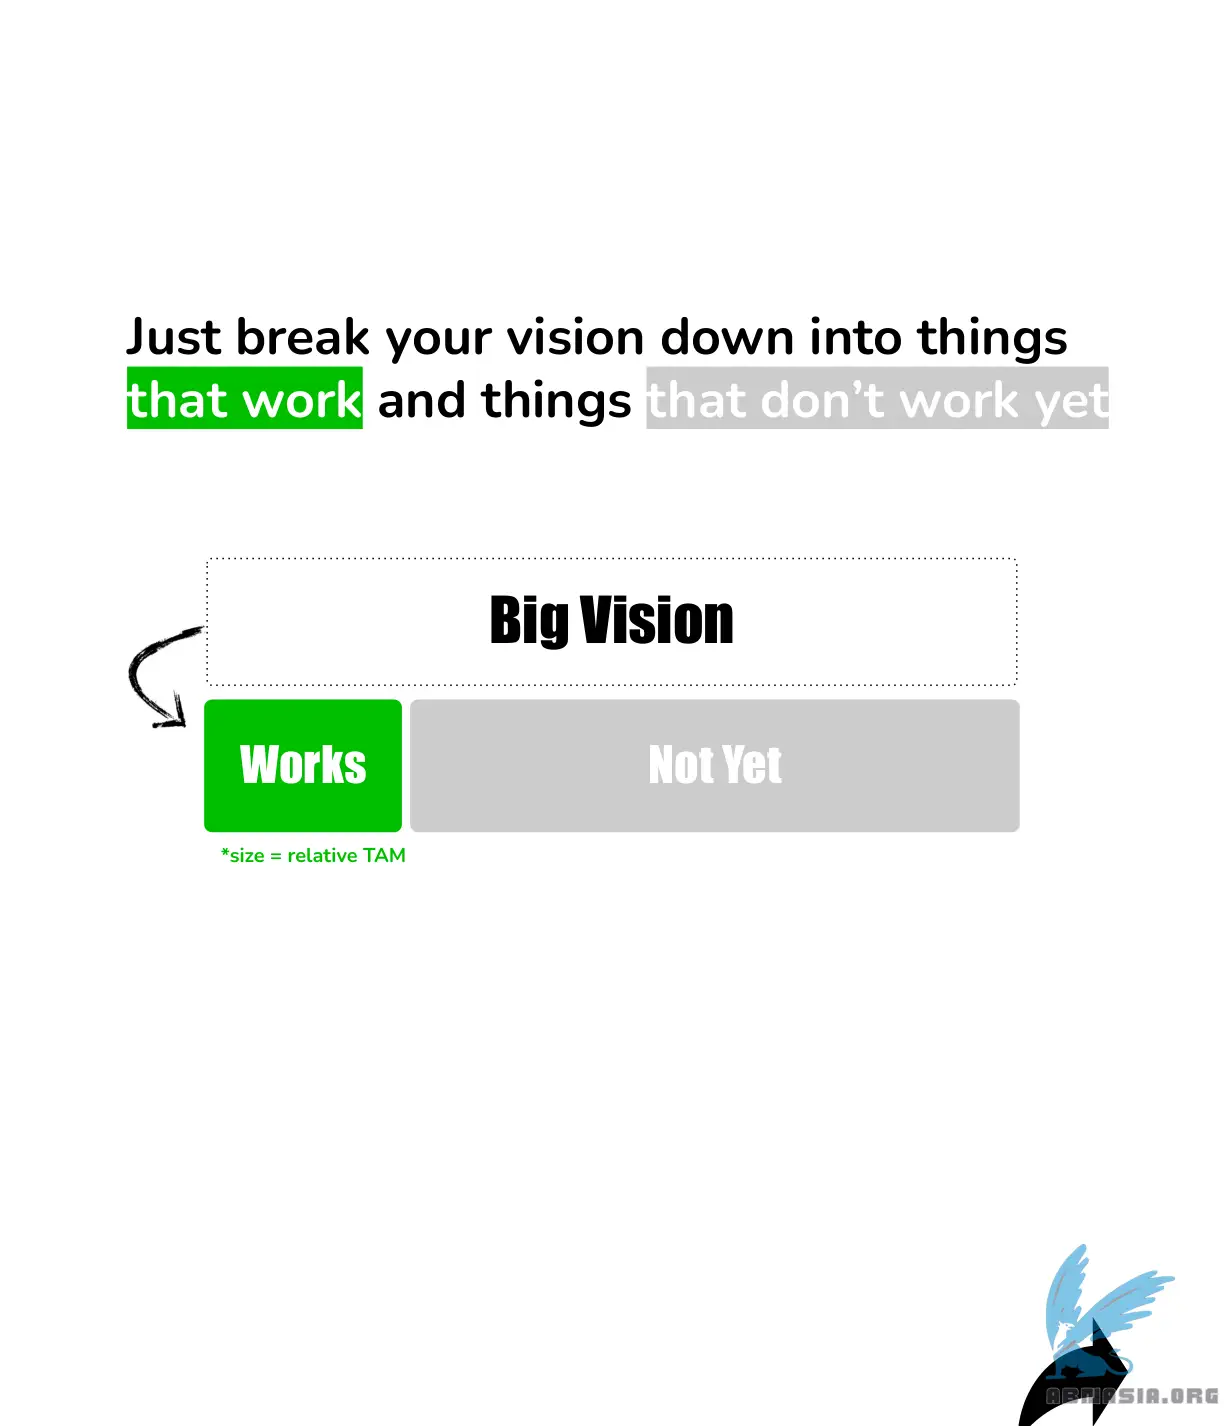 Just break your vision down into things
that work and things that don’t work yet
Big Vision
Works Not Yet
*size = relative TAM
ABMASIA.ORG